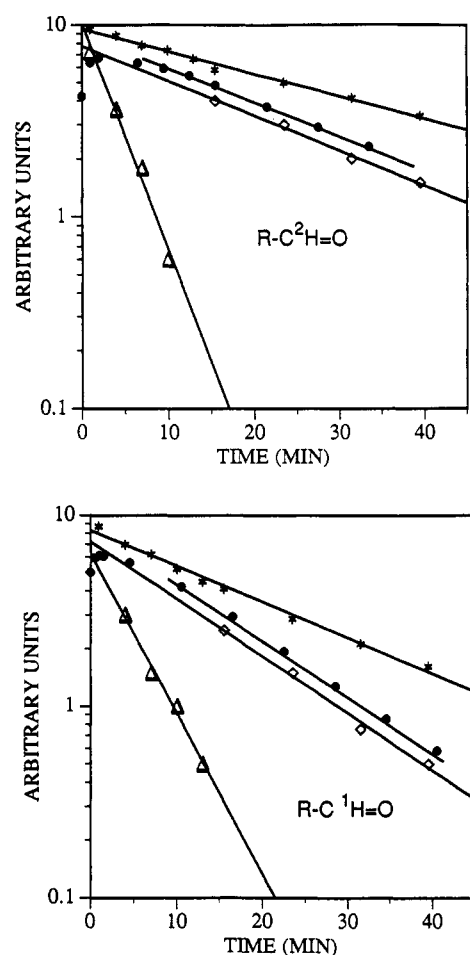 10
ARBITRARY UNITS
1
R-C²H=O
0.1
0 10 20 30 40
TIME (MIN)
10
ARBITRARY UNITS
1
R-C ¹H=O
0.1
0 10 20 30 40
TIME (MIN)